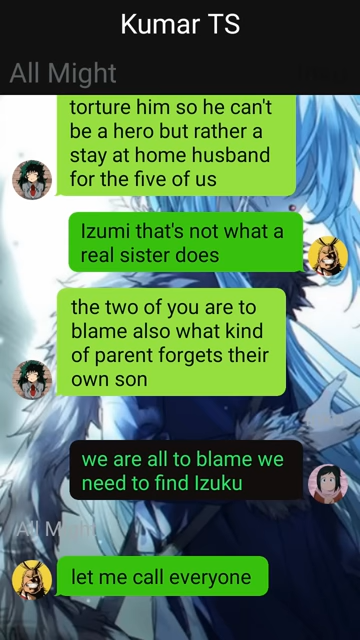 Kumar TS
All Might
torture him so he can't
be a hero but rather a
stay at home husband
for the five of us
Izumi that's not what a
real sister does
the two of you are to
blame also what kind
of parent forgets their
own son
we are all to blame we
need to find Izuku
All Might
let me call everyone